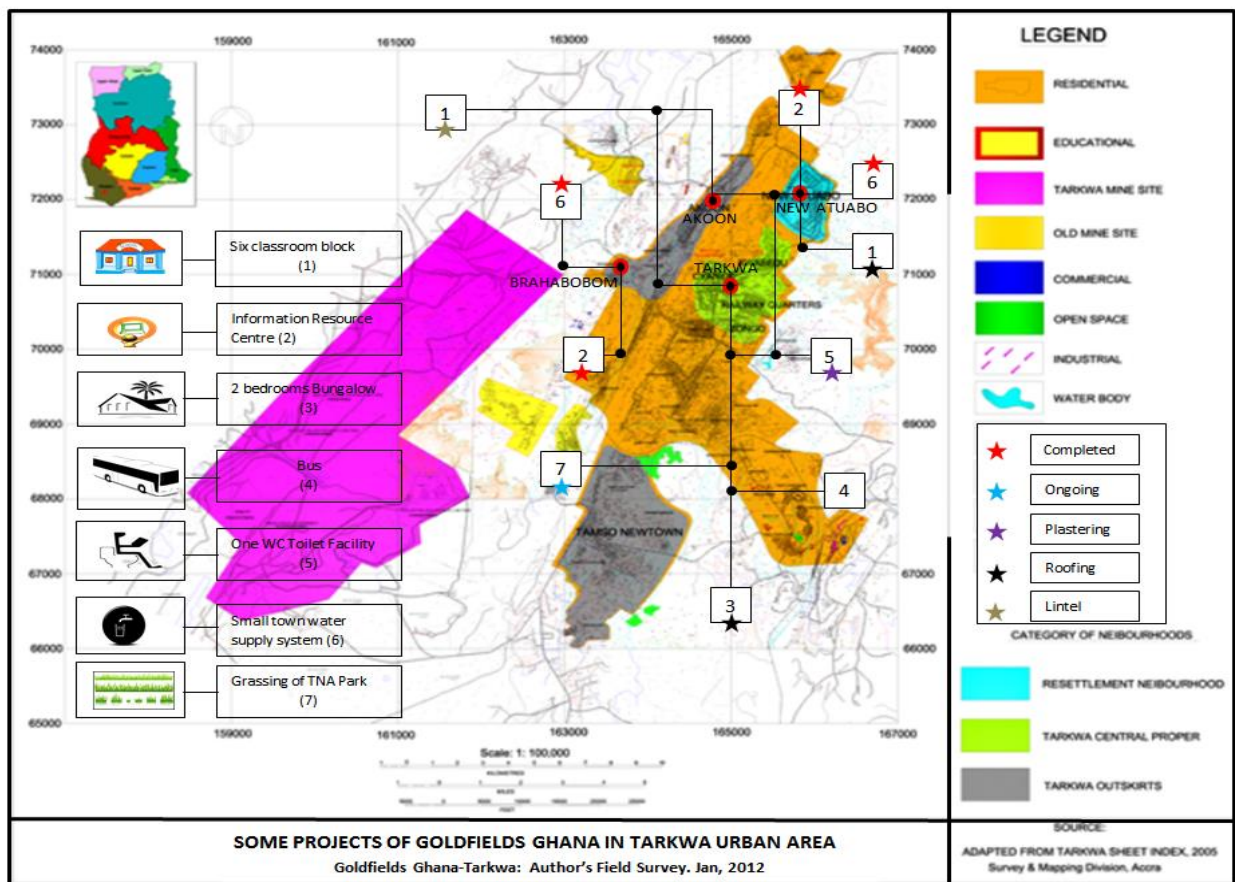 159000
161000
163000
165000
74000
73000
72000
71000
70000
69000
68000
67000
66000
65000
74000
73000
72000
71000
70000
69000
68000
67000
66000
159000
161000
163000
165000
167000
N
Six classroom block
(1)
Information Resource
Centre (2)
2 bedrooms Bungalow
(3)
Bus
(4)
One WC Toilet Facility
(5)
Small town water
supply system (6)
Grassing of TNA Park
(7)
1
2
6
6
AKOON
NEW ATUABO
1
TARKWA
BRAHABOBOM
RAILWAY QUARTERS
ZONGO
2
5
7
4
TAMSO NEWTOWN
3
Scale: 1: 100,000
KILOMETRES
MILES
FEET
LEGEND
RESIDENTIAL
EDUCATIONAL
TARKWA MINE SITE
OLD MINE SITE
COMMERCIAL
OPEN SPACE
INDUSTRIAL
WATER BODY
Completed
Ongoing
Plastering
Roofing
Lintel
CATEGORY OF NEIBOURHOODS
RESETTLEMENT NEIBOURHOOD
TARKWA CENTRAL PROPER
TARKWA OUTSKIRTS
SOME PROJECTS OF GOLDFIELDS GHANA IN TARKWA URBAN AREA
Goldfields Ghana-Tarkwa: Author's Field Survey. Jan, 2012
SOURCE:
ADAPTED FROM TARKWA SHEET INDEX, 2005
Survey & Mapping Division, Accra